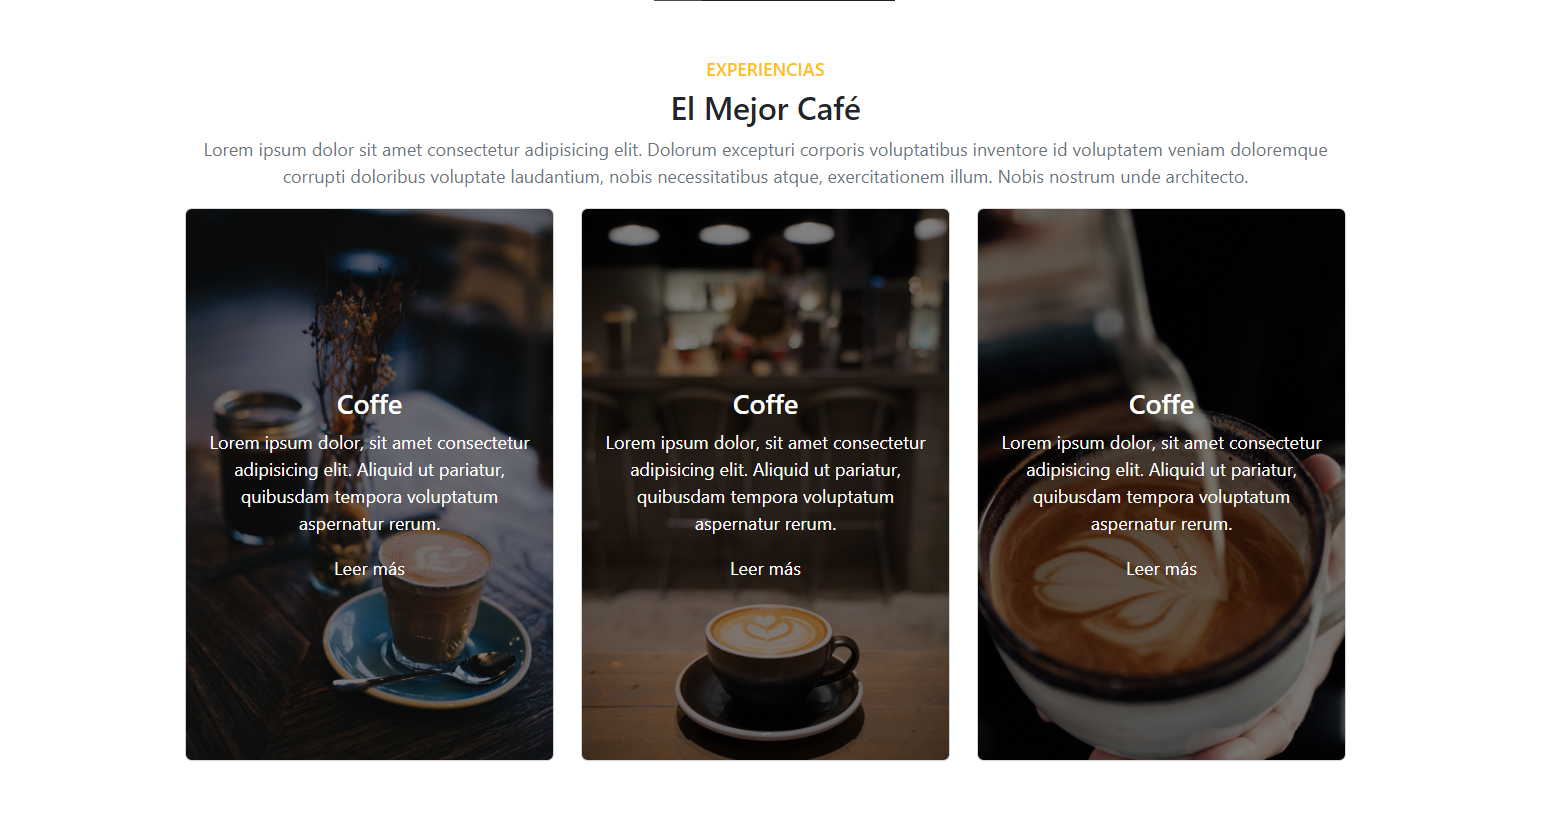 EXPERIENCIAS
El Mejor Café
Lorem ipsum dolor sit amet consectetur adipisicing elit. Dolorum excepturi corporis voluptatibus inventore id voluptatem veniam doloremque
corrupti doloribus voluptate laudantium, nobis necessitatibus atque, exercitationem illum. Nobis nostrum unde architecto.
Coffe
Lorem ipsum dolor, sit amet consectetur
adipisicing elit. Aliquid ut pariatur,
quibusdam tempora voluptatum
aspernatur rerum.
Leer más
Coffe
Lorem ipsum dolor, sit amet consectetur
adipisicing elit. Aliquid ut pariatur,
quibusdam tempora voluptatum
aspernatur rerum.
Leer más
Coffe
Lorem ipsum dolor, sit amet consectetur
adipisicing elit. Aliquid ut pariatur,
quibusdam tempora voluptatum
aspernatur rerum.
Leer más